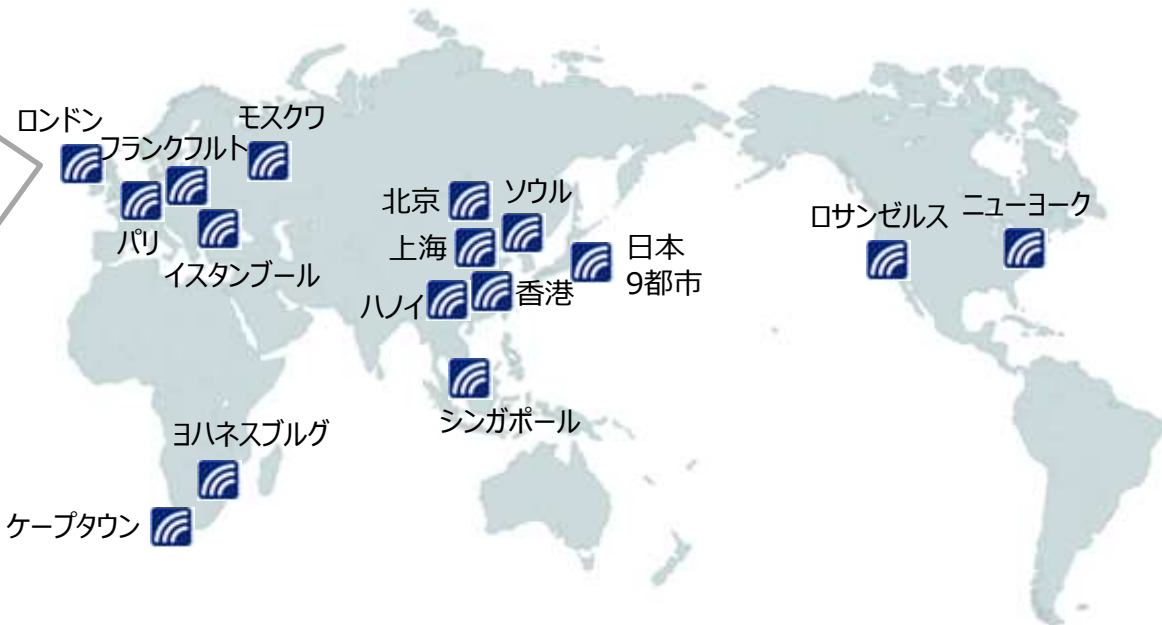 ロンドン
モスクワ
フランクフルト
パリ
イスタンブール
北京
ソウル
上海
日本
9都市
ハノイ
香港
シンガポール
ロサンゼルス
ニューヨーク
ヨハネスブルグ
ケープタウン